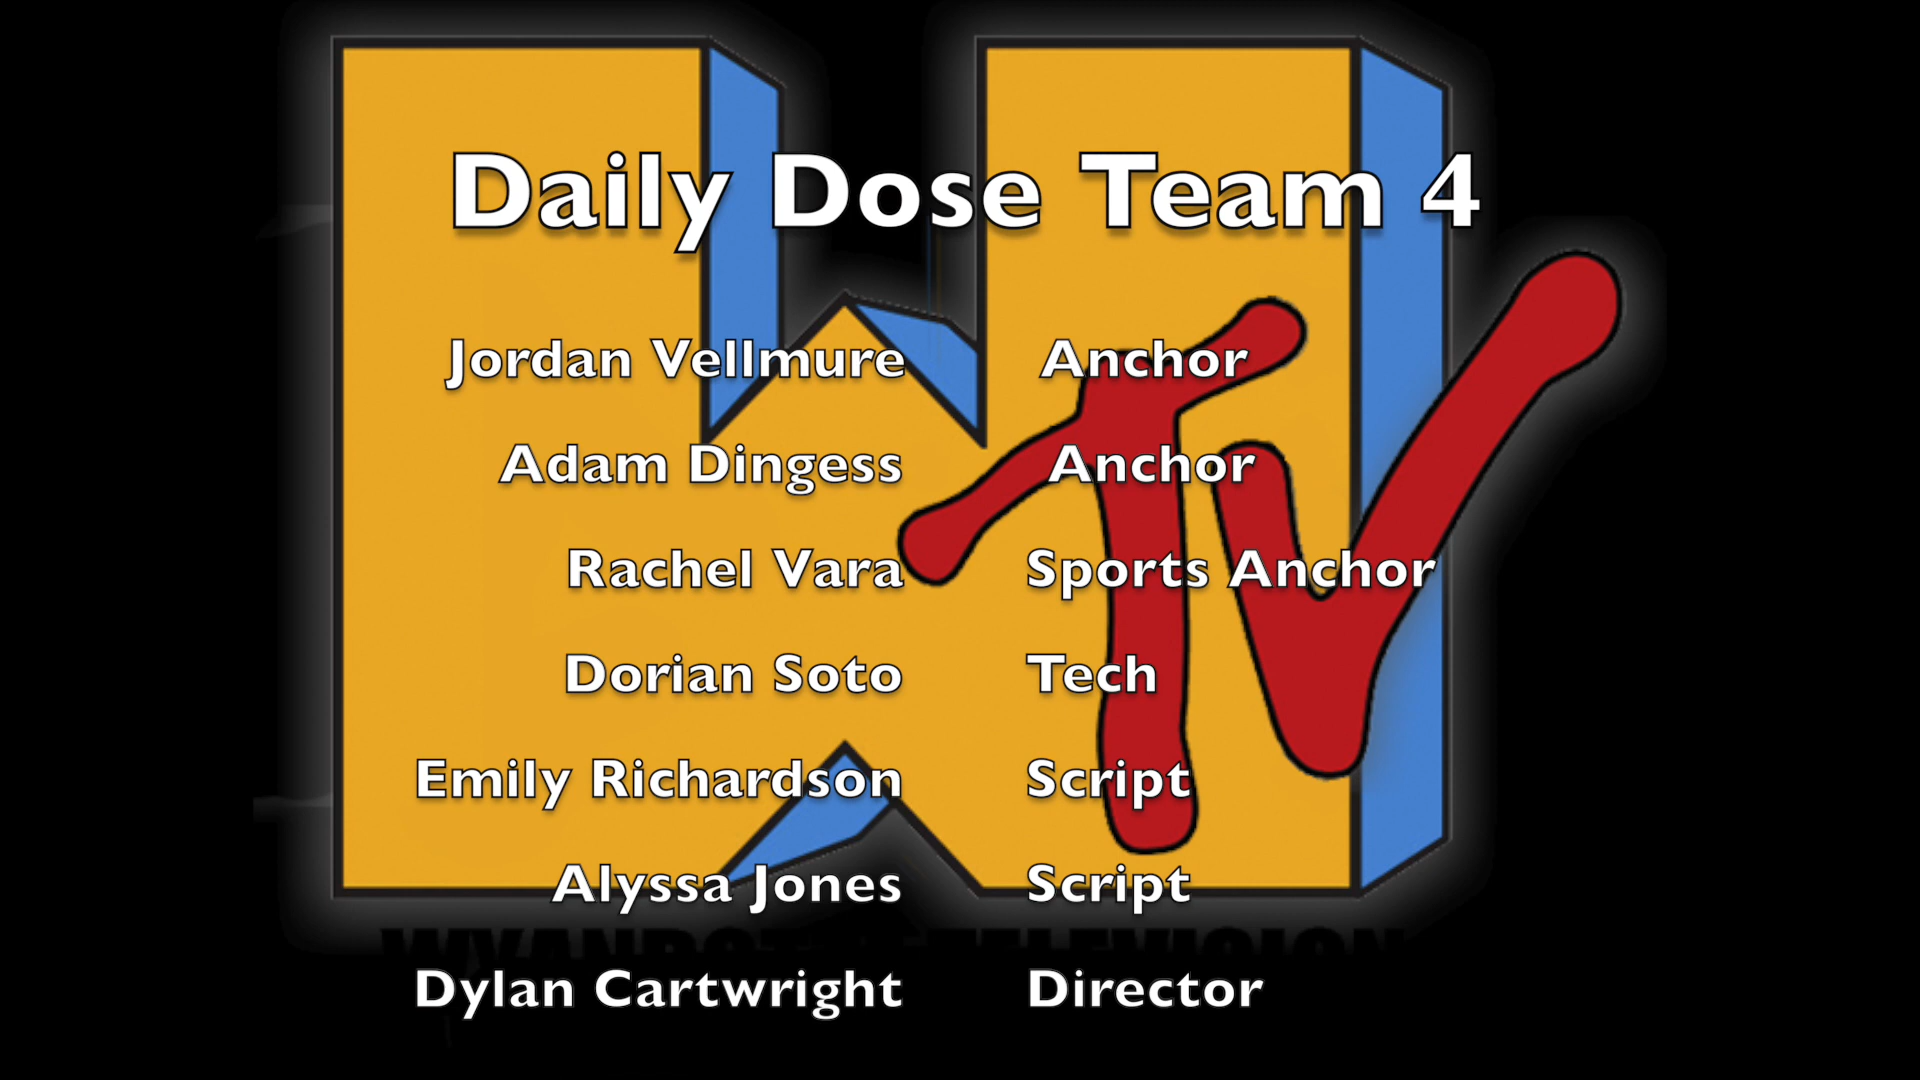 Daily Dose Team 4
Jordan Vellmure Anchor
Adam Dingess Anchor
Rachel Vara Sports Anchor
Dorian Soto Tech
Emily Richardson Script
Alyssa Jones Script
Dylan Cartwright Director
TV